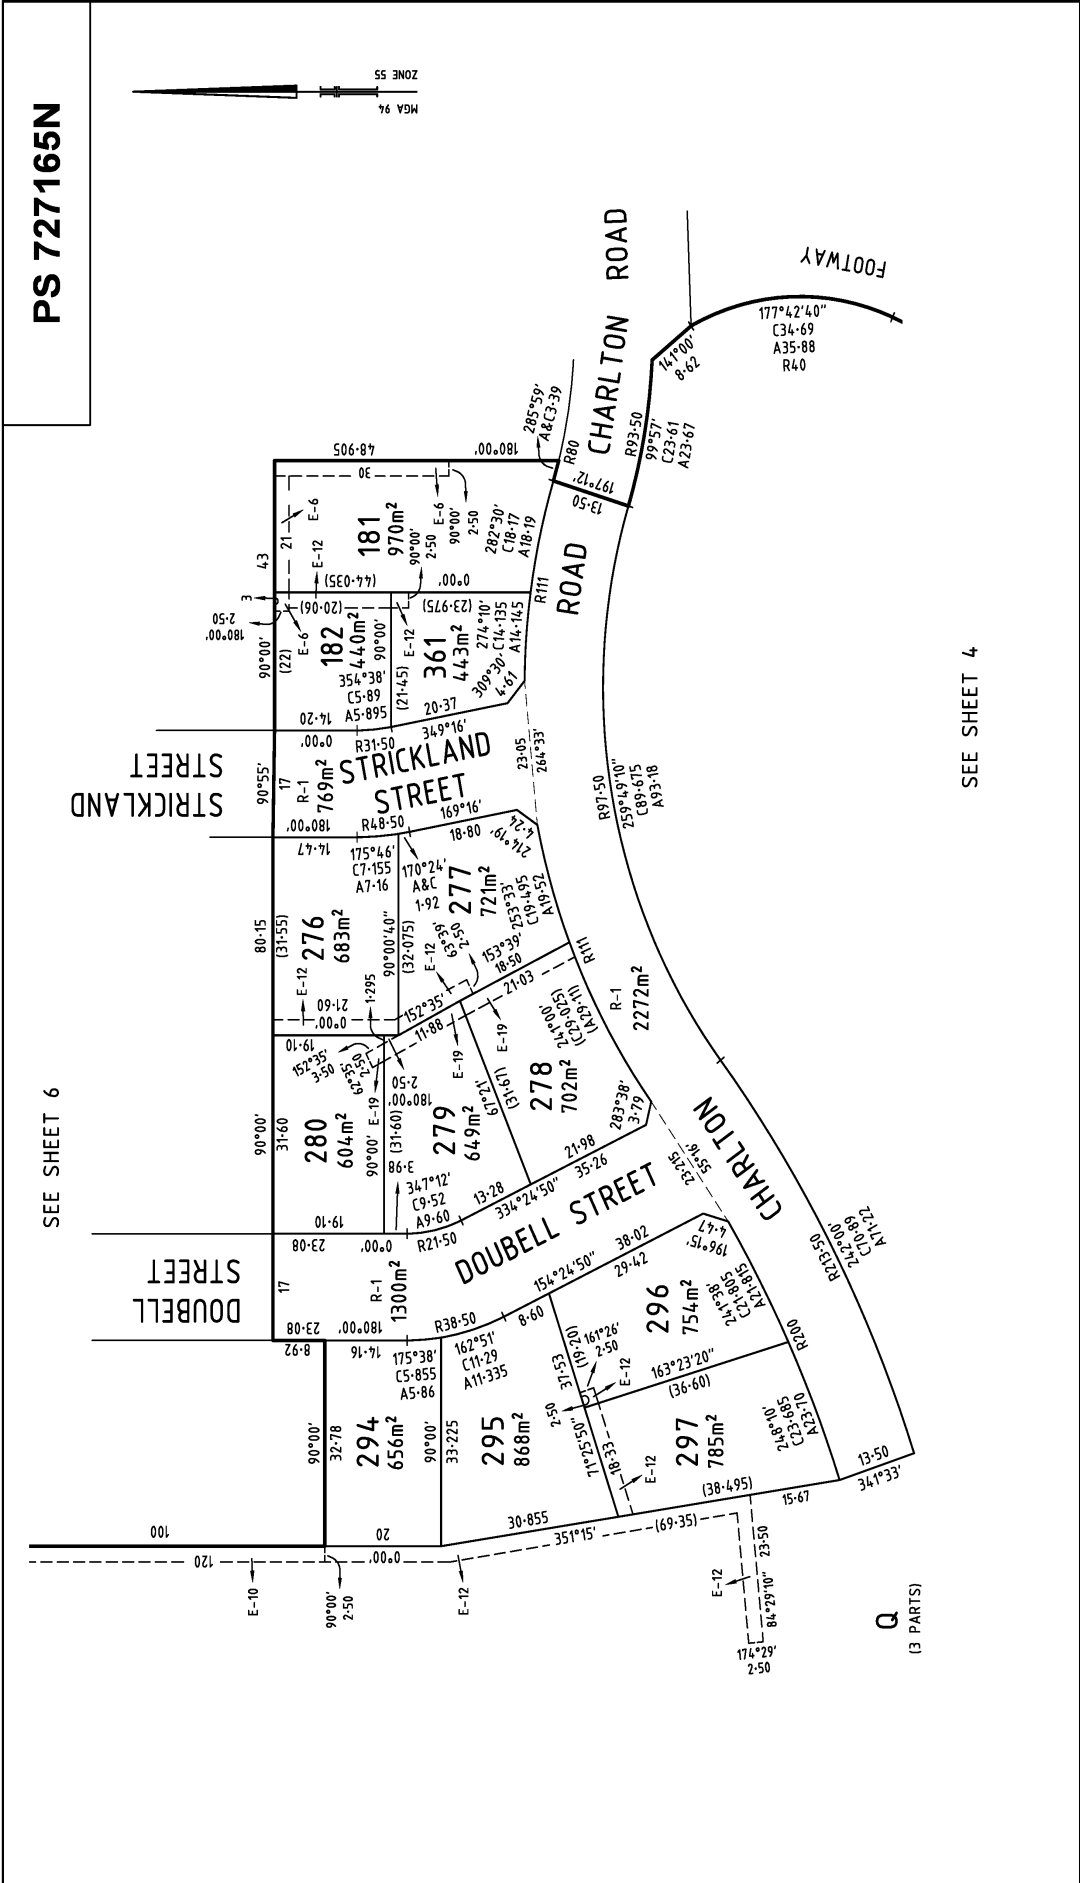 PS 727165N
MGA 94
ZONE 55
SEE SHEET 6
SEE SHEET 4
STRICKLAND
STREET
DOUBELL
STREET
CHARLTON ROAD
FOOTWAY
177°42'40"
C34·69
A35·88
R40
141°00'
8·62
R93·50
99°57'
C23·61
A23·67
285°59'
A&C3·39
R80
197°12'
13·50
48·905
180°00'
30
43
21
E-6
E-12
181
970m²
E-6
90°00'
2·50
90°00'
2·50
282°30'
C18·17
A18·19
(44·035)
0°00'
R111
ROAD
3
2·50
180°00'
90°00'
(22)
E-6
(20·06)
182
440m²
90°00'
354°38'
C5·89
A5·895
14·20
0°00'
R31·50
E-12
(23·975)
361
443m²
(21·45)
274°10'
C14·135
A14·145
309°30'
4·61
20·37
349°16'
90°55'
17
R-1
769m²
STRICKLAND
STREET
23·05
264°33'
180°00'
14·47
R48·50
169°16'
18·80
214°19'
4·24
R97·50
259°49'10"
C89·675
A93·18
80·15
(31·55)
276
683m²
175°46'
C7·155
A7·16
90°00'40"
(32·075)
170°24'
A&C
1·92
277
721m²
253°33'
C19·495
A19·52
E-12
21·60
0°00'
1·295
E-12
63°39'
2·50
153°39'
18·50
21·03
152°35'
11·88
R111
R-1
2272m²
19·10
152°35'
3·50
2·50
62°35'
E-19
2·50
180°00'
E-19
E-19
241°00'
(C29·025)
(A29·11)
278
702m²
67°21'
(31·67)
283°38'
3·79
90°00'
31·60
280
604m²
90°00'
(31·60)
279
649m²
19·10
3·98
347°12'
C9·52
A9·60
13·28
334°24'50"
21·98
35·26
23·08
0°00'
R21·50
DOUBELL STREET
23·215
55°16'
CHARLTON
17
R-1
1300m²
23·08
180°00'
R38·50
8·60
154°24'50"
38·02
29·42
196°15'
4·47
R213·50
242°00'
C70·89
A71·22
8·92
14·16
175°38'
C5·855
A5·86
162°51'
C11·29
A11·335
37·53
(19·20)
161°26'
2·50
296
754m²
241°38'
C21·805
A21·815
E-12
163°23'20"
(36·60)
R200
90°00'
32·78
294
656m²
90°00'
33·225
295
868m²
2·50
71°25'50"
18·33
E-12
297
785m²
248°10'
C23·685
A23·70
100
20
30·855
(38·495)
15·67
13·50
341°33'
120
0°00'
351°15'
(69·35)
E-10
90°00'
2·50
E-12
E-12
23·50
84°29'10"
174°29'
2·50
Q
(3 PARTS)